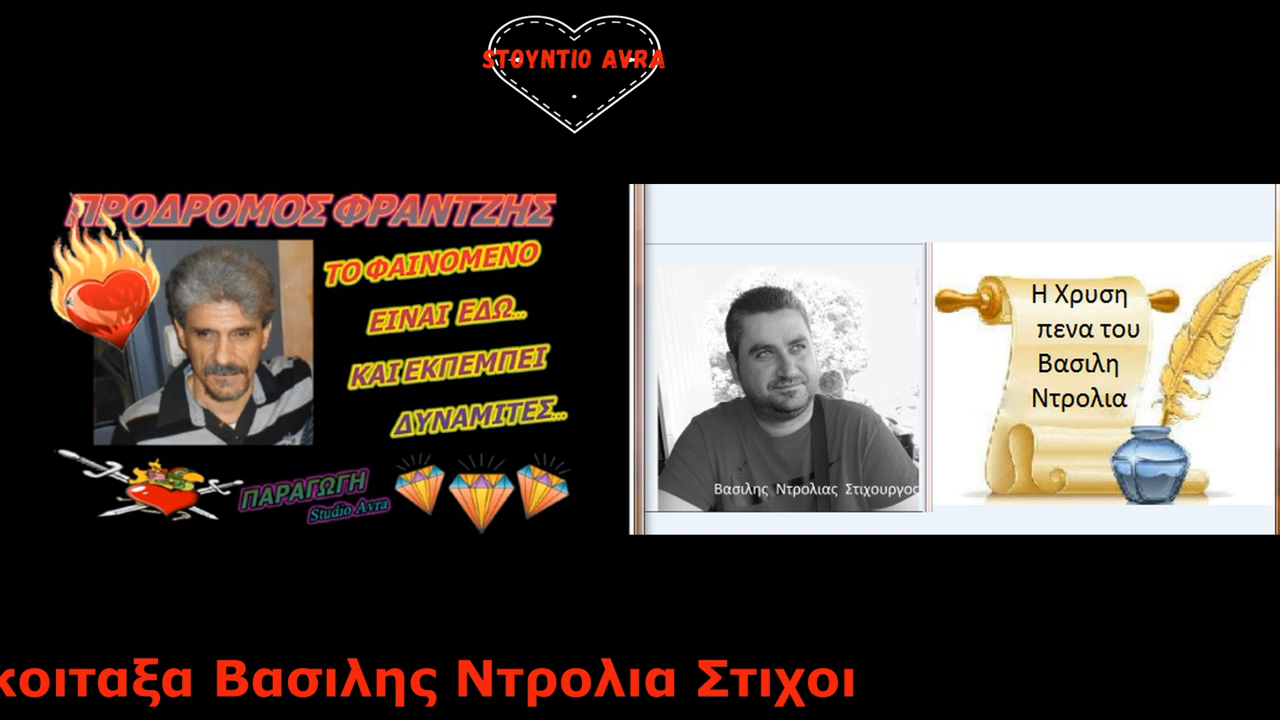 STOYNTIO AVRA
ΠΡΟΔΡΟΜΟΣ ΦΡΑΝΤΖΗΣ
ΤΟ ΦΑΙΝΟΜΕΝΟ
ΕΙΝΑΙ ΕΔΩ...
ΚΑΙ ΕΚΠΕΜΠΕΙ
ΔΥΝΑΜΙΤΕΣ...
ΠΑΡΑΓΩΓΗ
Studio Avra
Βασιλης Ντρολιας Στιχουργος
Η Χρυση
πενα του
Βασιλη
Ντρολια
κοιταξα Βασιλης Ντρολια Στιχοι